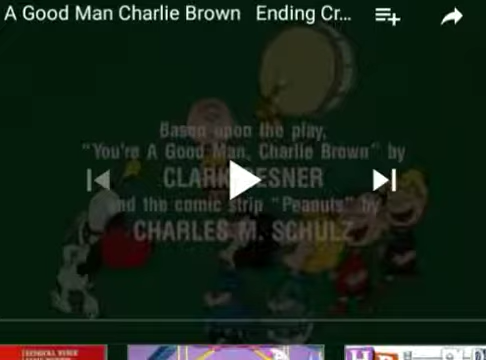 A Good Man Charlie Brown Ending Cr...
Based upon the play,
"You're A Good Man, Charlie Brown" by
CLARK GESNER
and the comic strip "Peanuts" by
CHARLES M. SCHULZ